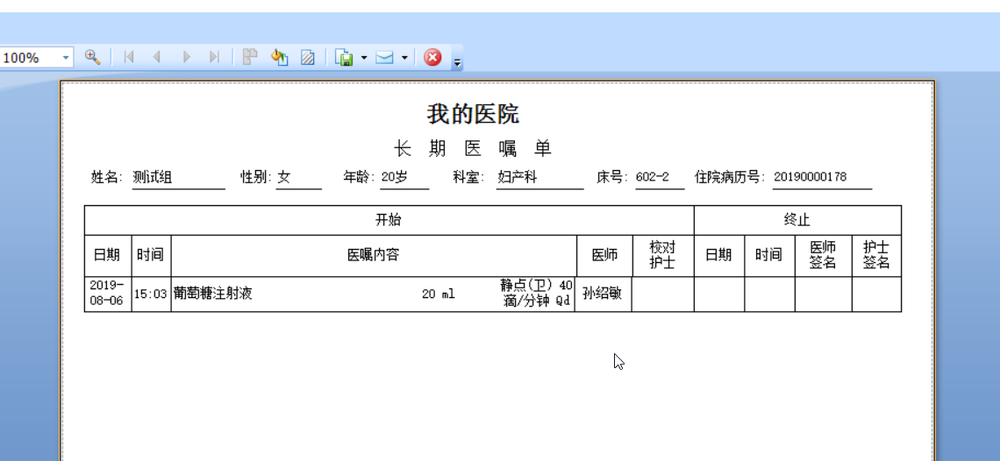 100%
我的医院
长 期 医 嘱 单
姓名: 测试组 性别: 女 年龄: 20岁 科室: 妇产科 床号: 602-2 住院病历号: 20190000178
开始 终止
日期 时间 医嘱内容 医师 校对护士 日期 时间 医师签名 护士签名
2019-08-06 15:03 葡萄糖注射液 20 ml 静点(卫) 40滴/分钟 Qd 孙绍敏